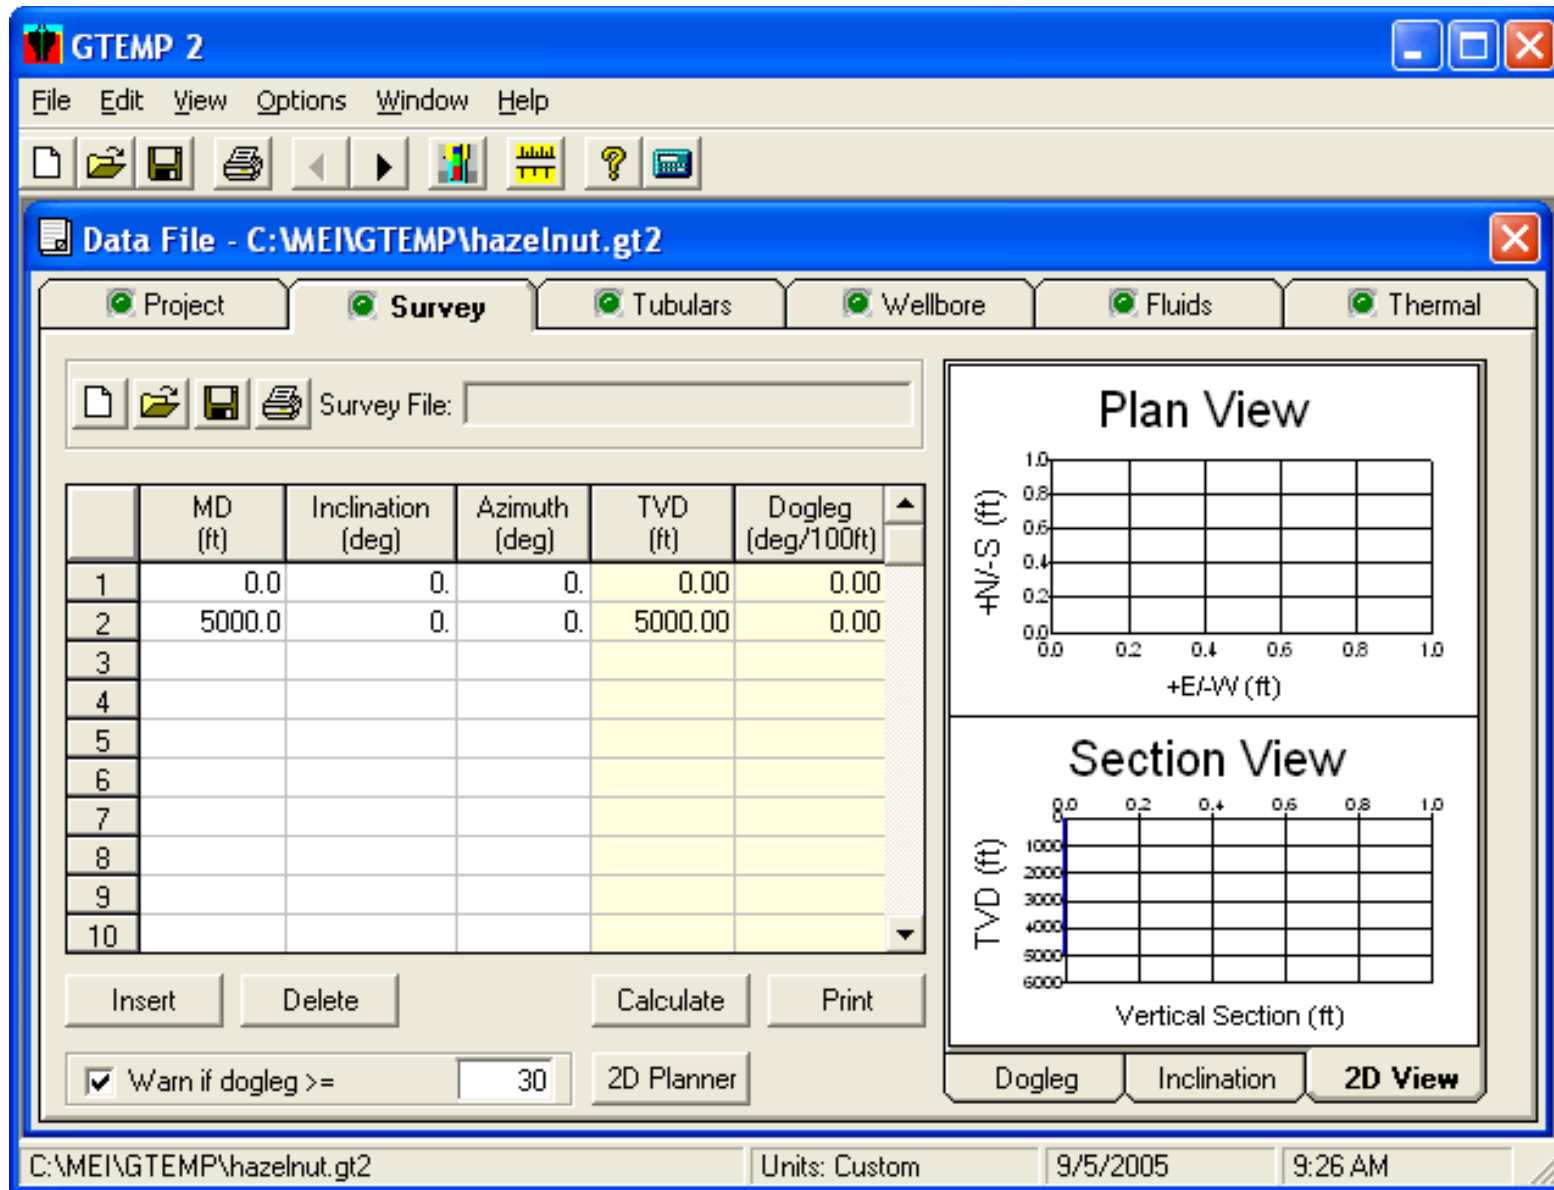 GTEMP 2
File Edit View Options Window Help
Data File - C:\MEI\GTEMP\hazelnut.gt2
Project Survey Tubulars Wellbore Fluids Thermal
Survey File:
MD (ft) Inclination (deg) Azimuth (deg) TVD (ft) Dogleg (deg/100ft)
1 0.0 0. 0. 0.00 0.00
2 5000.0 0. 0. 5000.00 0.00
3
4
5
6
7
8
9
10
Insert Delete Calculate Print
Warn if dogleg >= 30 2D Planner
Plan View
+N/-S (ft)
1.0
0.8
0.6
0.4
0.2
0.0
0.0 0.2 0.4 0.6 0.8 1.0
+E/-W (ft)
Section View
0.0 0.2 0.4 0.6 0.8 1.0
TVD (ft)
0
1000
2000
3000
4000
5000
6000
Vertical Section (ft)
Dogleg Inclination 2D View
C:\MEI\GTEMP\hazelnut.gt2 Units: Custom 9/5/2005 9:26 AM